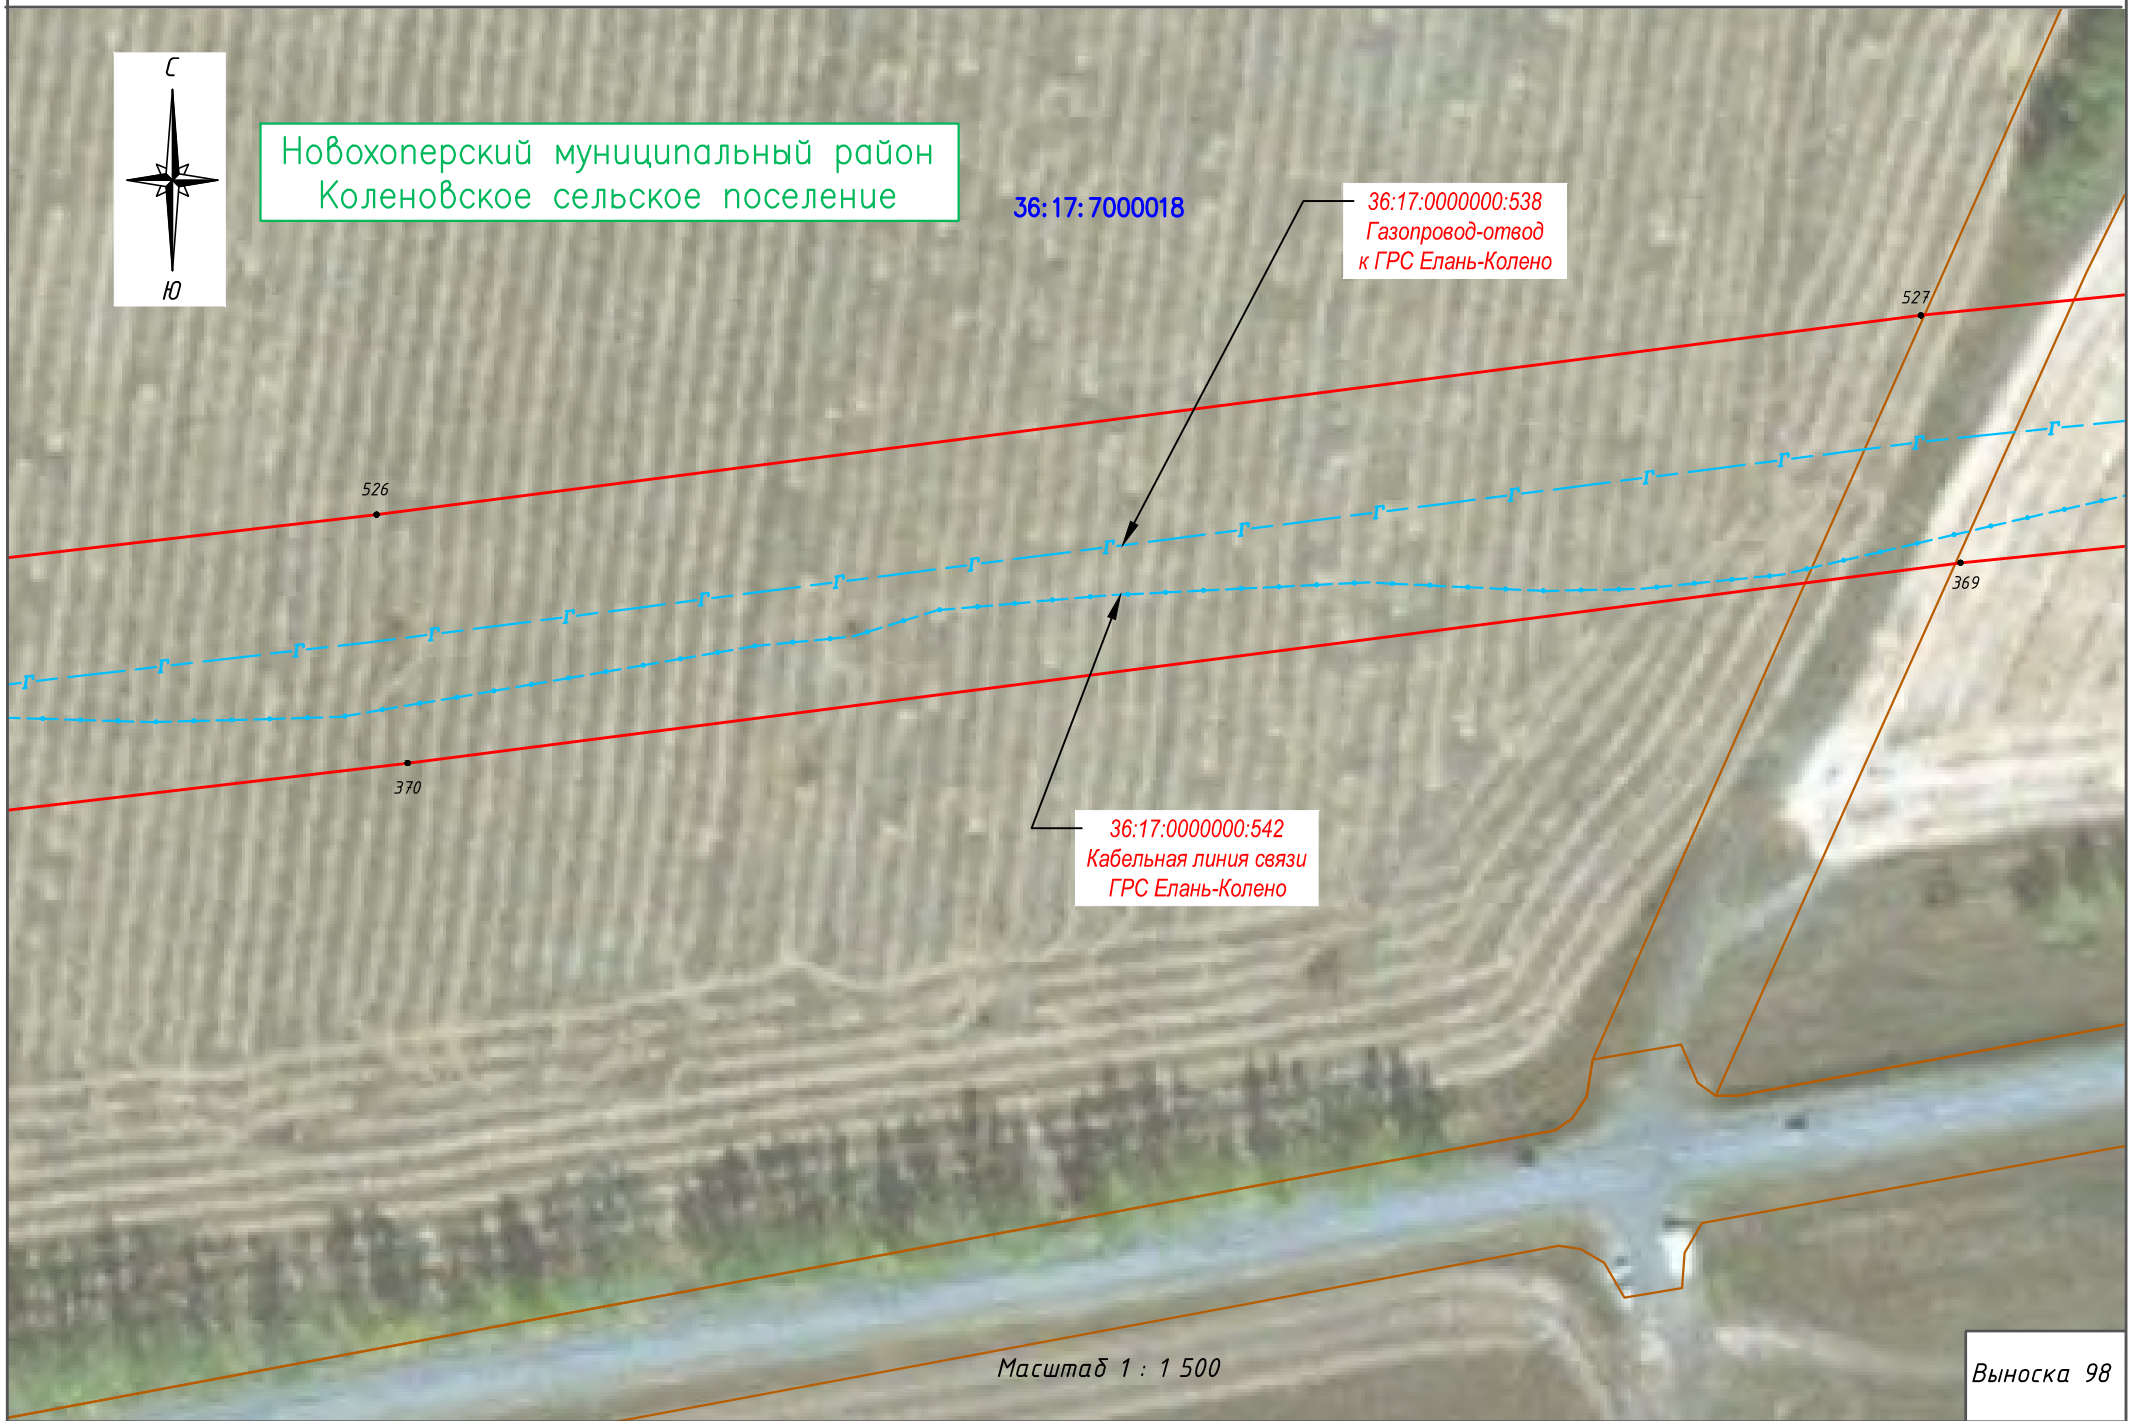 С
Ю
Новохоперский муниципальный район
Коленовское сельское поселение
36:17:7000018
36:17:0000000:538
Газопровод-отвод
к ГРС Елань-Колено
527
526
Г Г Г Г Г Г Г Г Г Г Г Г Г Г Г Г
369
370
36:17:0000000:542
Кабельная линия связи
ГРС Елань-Колено
Масштаб 1 : 1 500
Выноска 98